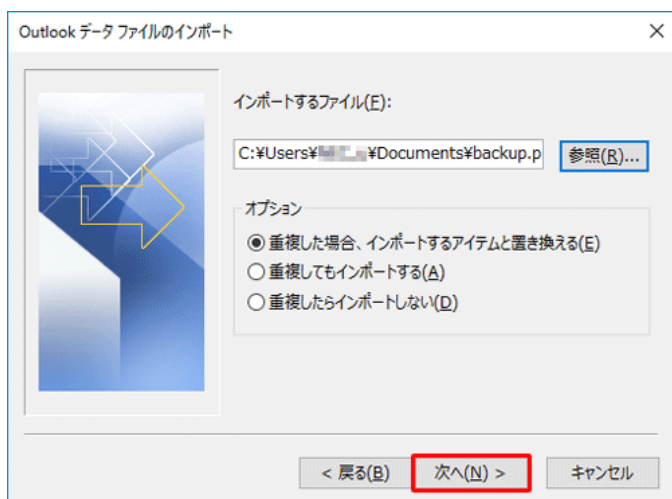 Outlook データ ファイルのインポート
インポートするファイル(F):
C:¥Users¥ ¥Documents¥backup.p
参照(R)...
オプション
重複した場合、インポートするアイテムと置き換える(E)
重複してもインポートする(A)
重複したらインポートしない(D)
< 戻る(B)
次へ(N) >
キャンセル